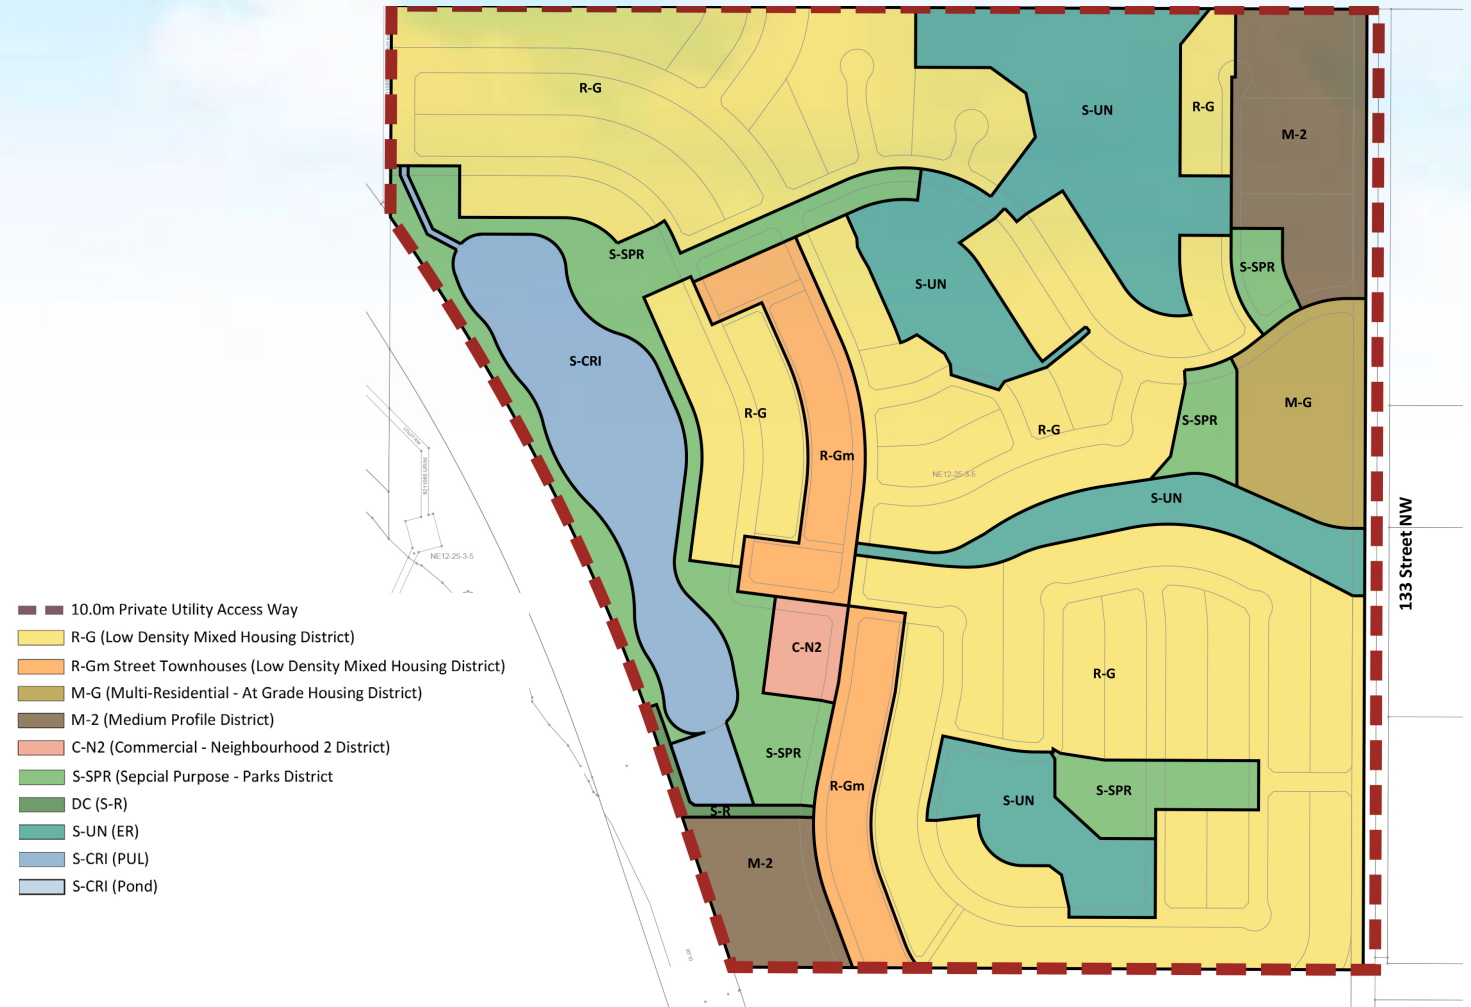 R-G
S-UN
R-G
M-2
S-SPR
S-SPR
S-UN
S-CRI
M-G
R-G
R-G
S-SPR
R-Gm
NE12-25-3-5
S-UN
133 Street NW
NE12-25-3-5
10.0m Private Utility Access Way
R-G (Low Density Mixed Housing District)
R-Gm Street Townhouses (Low Density Mixed Housing District)
M-G (Multi-Residential - At Grade Housing District)
M-2 (Medium Profile District)
C-N2 (Commercial - Neighbourhood 2 District)
S-SPR (Sepcial Purpose - Parks District
DC (S-R)
S-UN (ER)
S-CRI (PUL)
S-CRI (Pond)
C-N2
R-G
S-SPR
R-Gm
S-UN
S-SPR
S-R
M-2